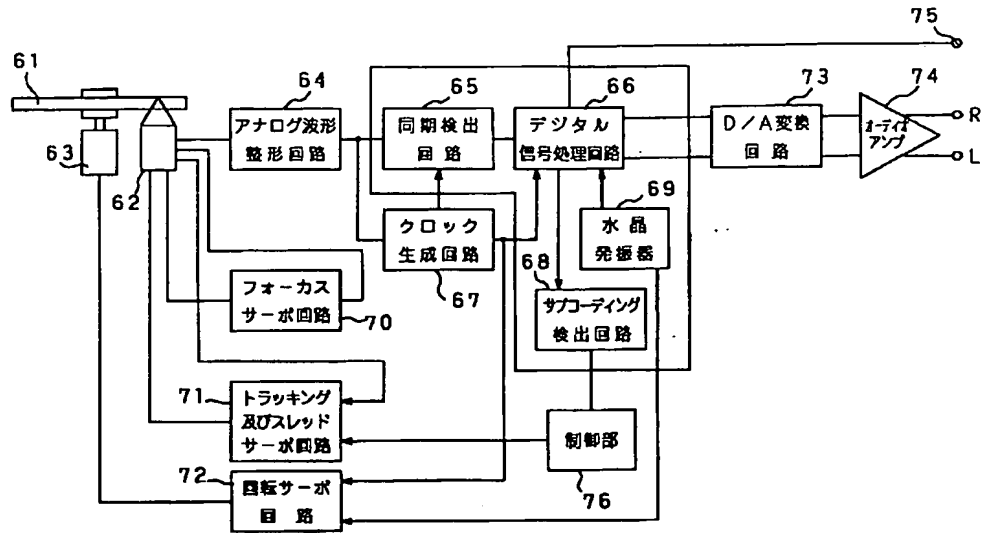 75
61
64
65
66
73
74
アナログ波形
整形回路
同期検出
回路
デジタル
信号処理回路
D/A変換
回路
オーディオ
アンプ
R
L
63
62
69
クロック
生成回路
水晶
発振器
67
68
フォーカス
サーボ回路
70
サブコーディング
検出回路
71
トラッキング
及びスレッド
サーボ回路
制御部
76
72
回転サーボ
回路